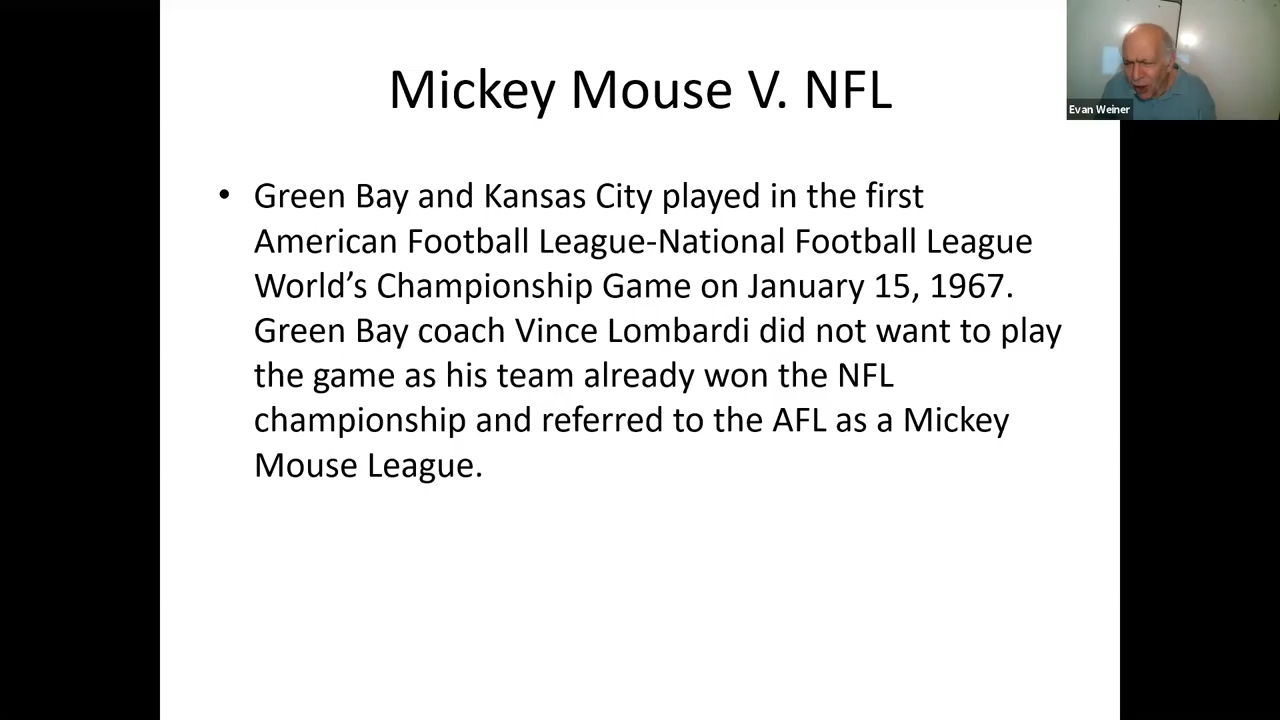 Mickey Mouse V. NFL
Evan Weiner
• Green Bay and Kansas City played in the first
American Football League-National Football League
World’s Championship Game on January 15, 1967.
Green Bay coach Vince Lombardi did not want to play
the game as his team already won the NFL
championship and referred to the AFL as a Mickey
Mouse League.